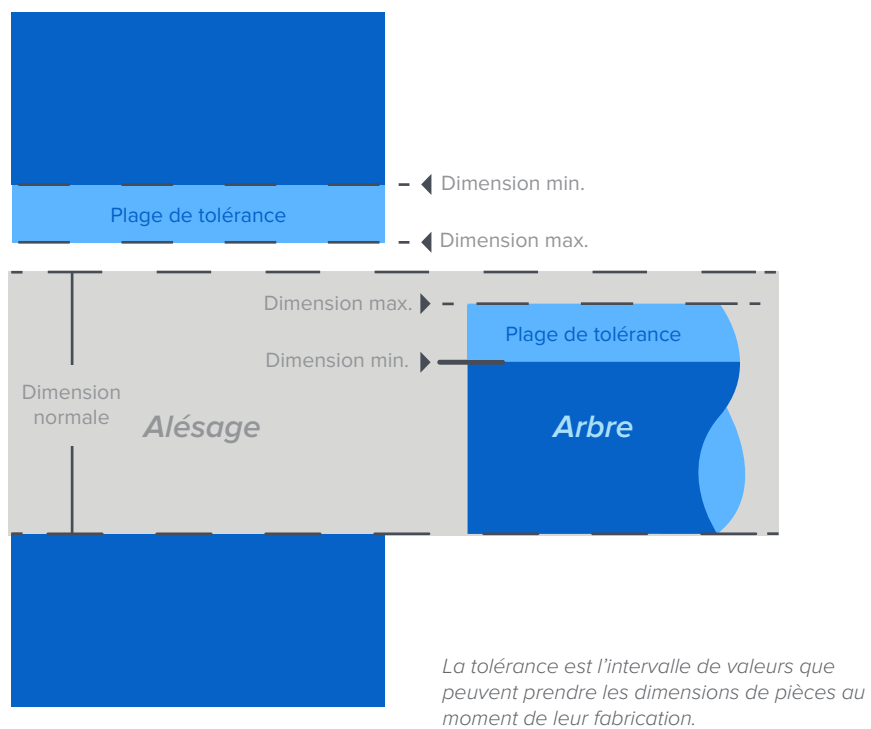 Dimension min.
Plage de tolérance
Dimension max.
Dimension max.
Plage de tolérance
Dimension min.
Dimension
normale
Alésage
Arbre
La tolérance est l'intervalle de valeurs que
peuvent prendre les dimensions de pièces au
moment de leur fabrication.